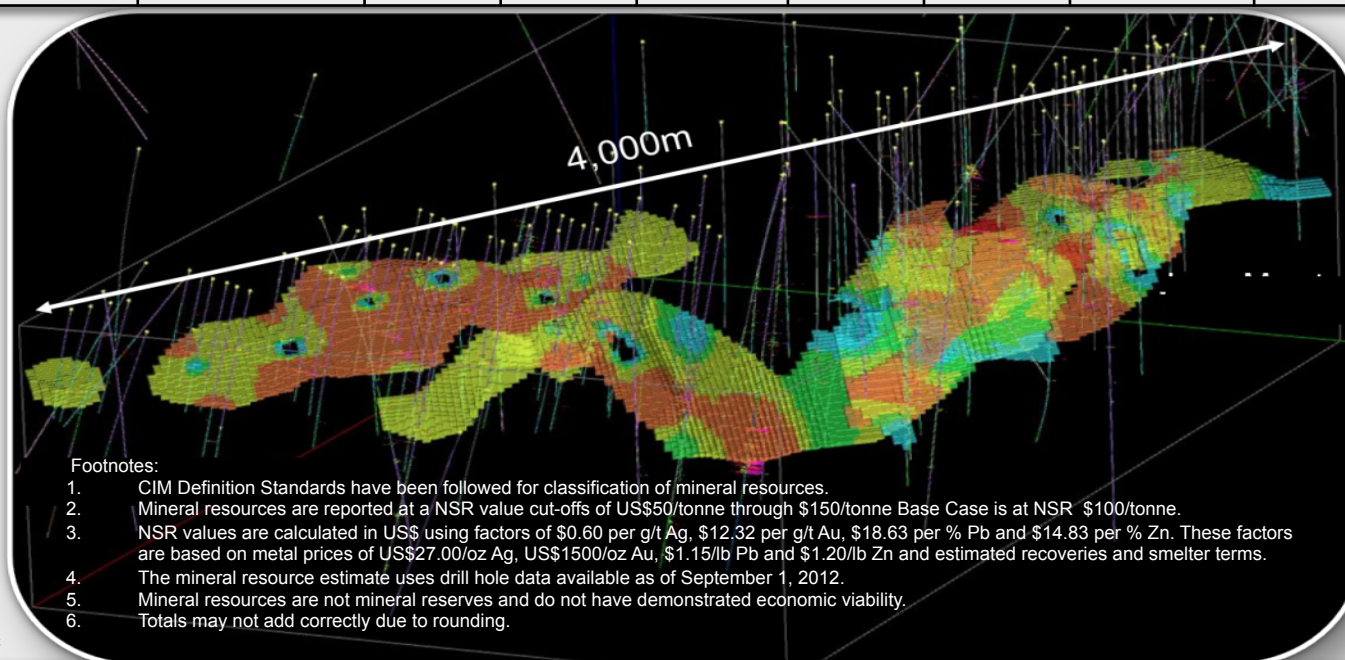 4,000m
Footnotes:
1. CIM Definition Standards have been followed for classification of mineral resources.
2. Mineral resources are reported at a NSR value cut-offs of US$50/tonne through $150/tonne Base Case is at NSR $100/tonne.
3. NSR values are calculated in US$ using factors of $0.60 per g/t Ag, $12.32 per g/t Au, $18.63 per % Pb and $14.83 per % Zn. These factors
are based on metal prices of US$27.00/oz Ag, US$1500/oz Au, $1.15/lb Pb and $1.20/lb Zn and estimated recoveries and smelter terms.
4. The mineral resource estimate uses drill hole data available as of September 1, 2012.
5. Mineral resources are not mineral reserves and do not have demonstrated economic viability.
6. Totals may not add correctly due to rounding.